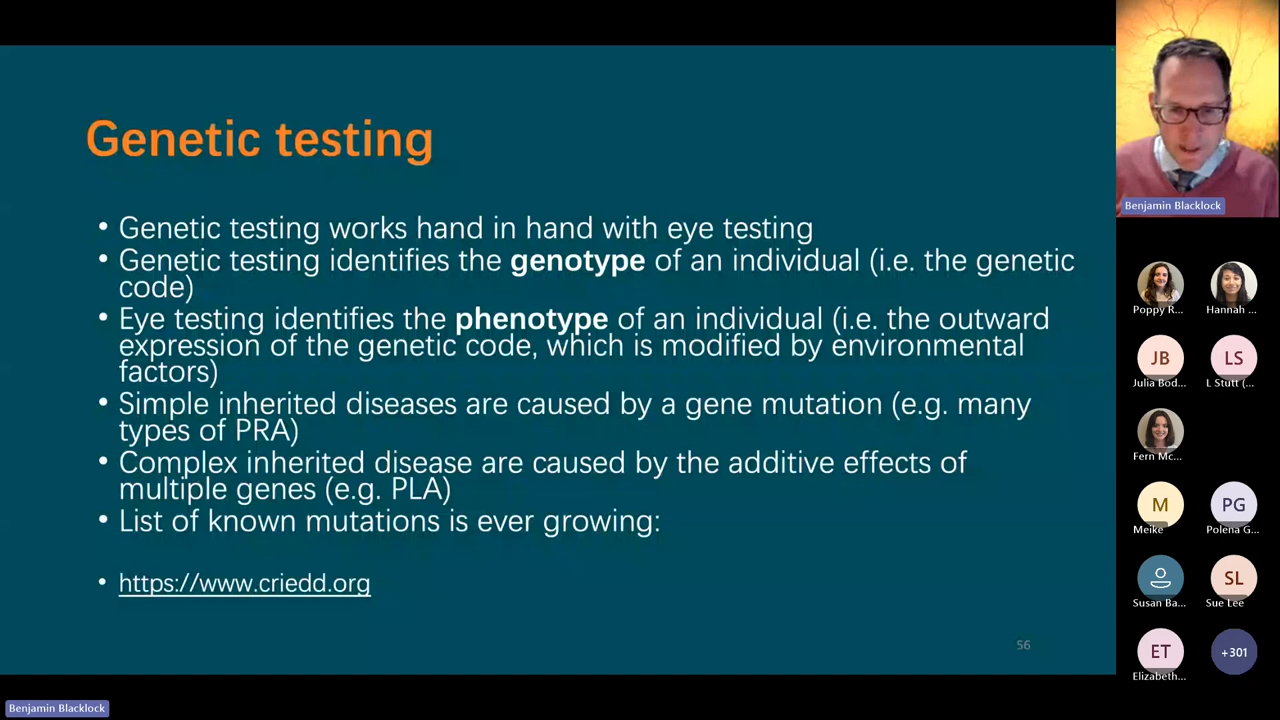 Genetic testing
• Genetic testing works hand in hand with eye testing
• Genetic testing identifies the genotype of an individual (i.e. the genetic
code)
• Eye testing identifies the phenotype of an individual (i.e. the outward
expression of the genetic code, which is modified by environmental
factors)
• Simple inherited diseases are caused by a gene mutation (e.g. many
types of PRA)
• Complex inherited disease are caused by the additive effects of
multiple genes (e.g. PLA)
• List of known mutations is ever growing:
• https://www.criedd.org
56
Benjamin Blacklock
Benjamin Blacklock
Poppy R...
Hannah ...
JB
LS
Julia Bod...
L Stutt (...
Fern Mc...
M
PG
Meike
Polena G...
SL
Susan Ba...
Sue Lee
ET
+301
Elizabeth...